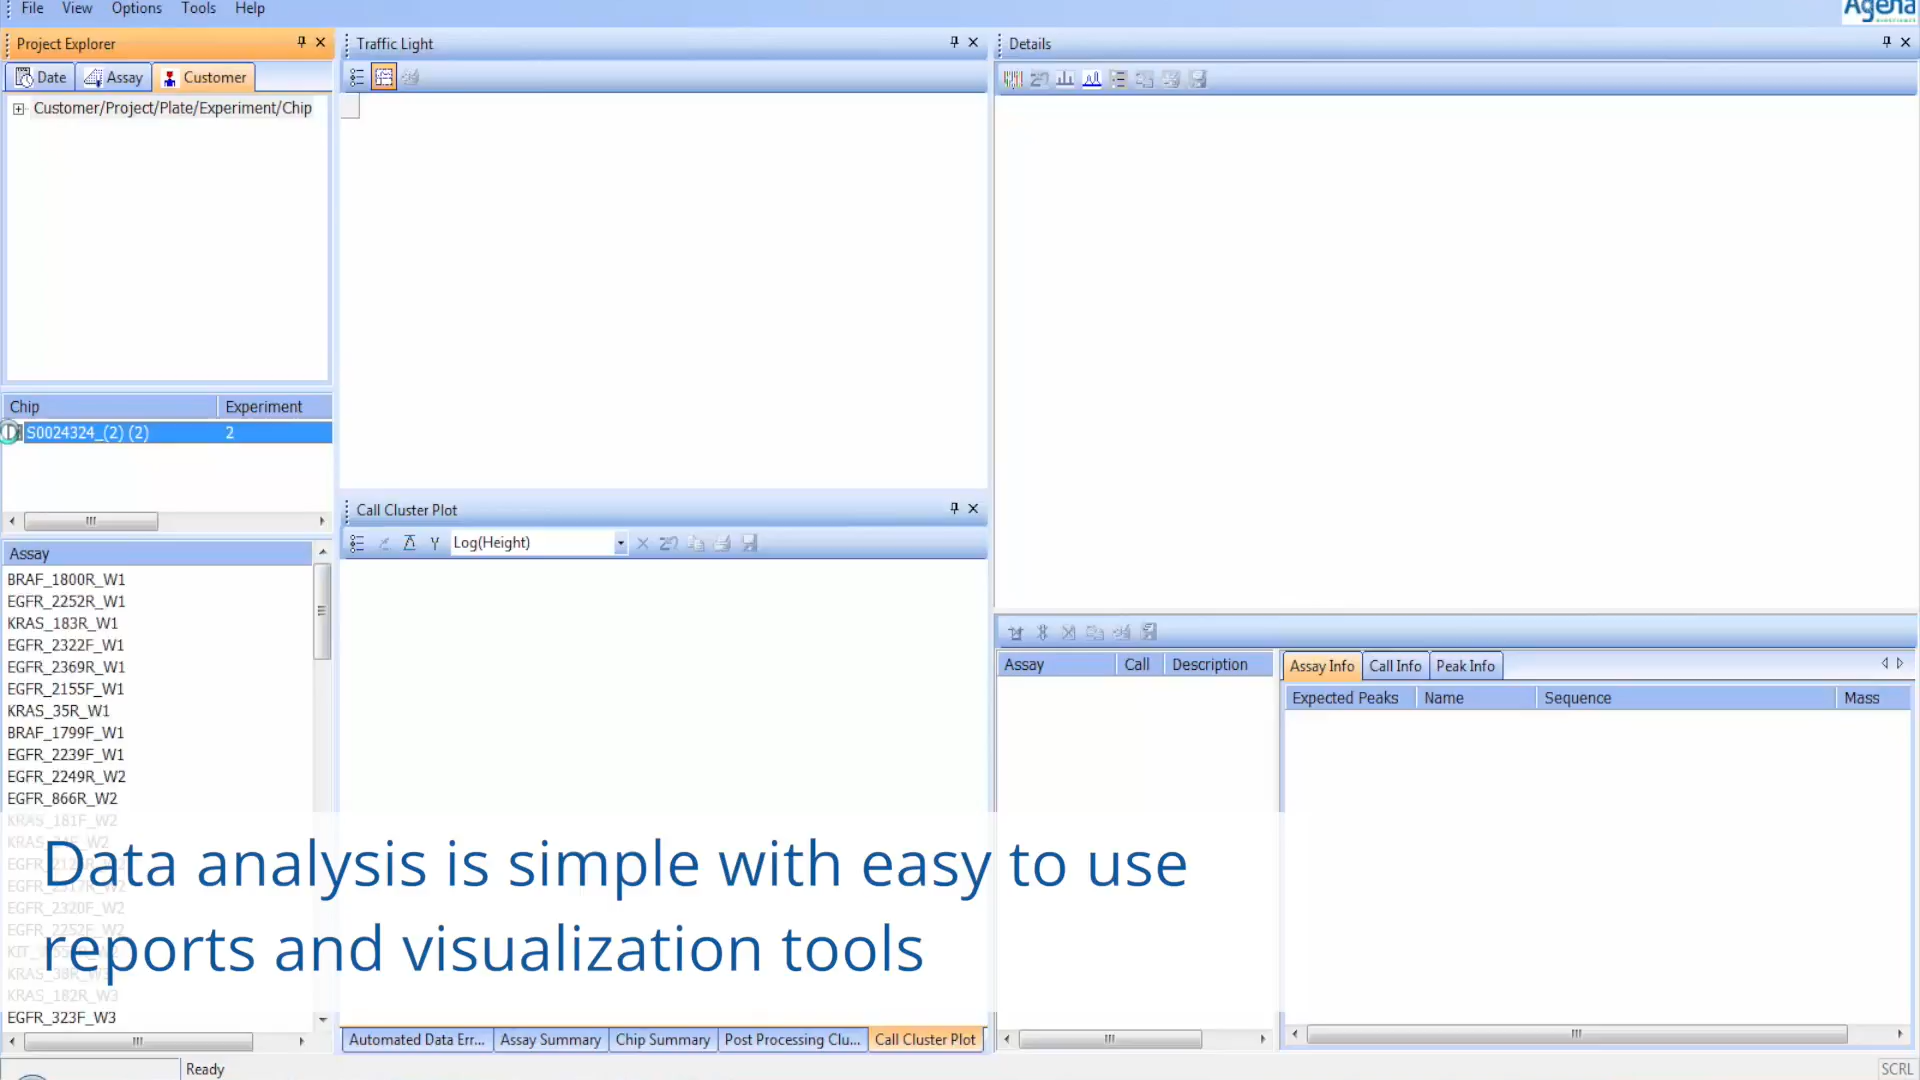 File View Options Tools Help
Agena
Project Explorer
Traffic Light
Details
Date Assay Customer
Customer/Project/Plate/Experiment/Chip
Chip Experiment
S0024324_(2) (2) 2
Call Cluster Plot
Log(Height)
Assay
BRAF_1800R_W1
EGFR_2252R_W1
KRAS_183R_W1
EGFR_2322F_W1
EGFR_2369R_W1
EGFR_2155F_W1
KRAS_35R_W1
BRAF_1799F_W1
EGFR_2239F_W1
EGFR_2249R_W2
EGFR_866R_W2
KRAS_181F_W2
EGFR_2320F_W2
KRAS_182R_W3
EGFR_323F_W3
Assay Call Description
Assay Info Call Info Peak Info
Expected Peaks Name Sequence Mass
Data analysis is simple with easy to use
reports and visualization tools
Automated Data Err... Assay Summary Chip Summary Post Processing Clu... Call Cluster Plot
Ready
SCRL